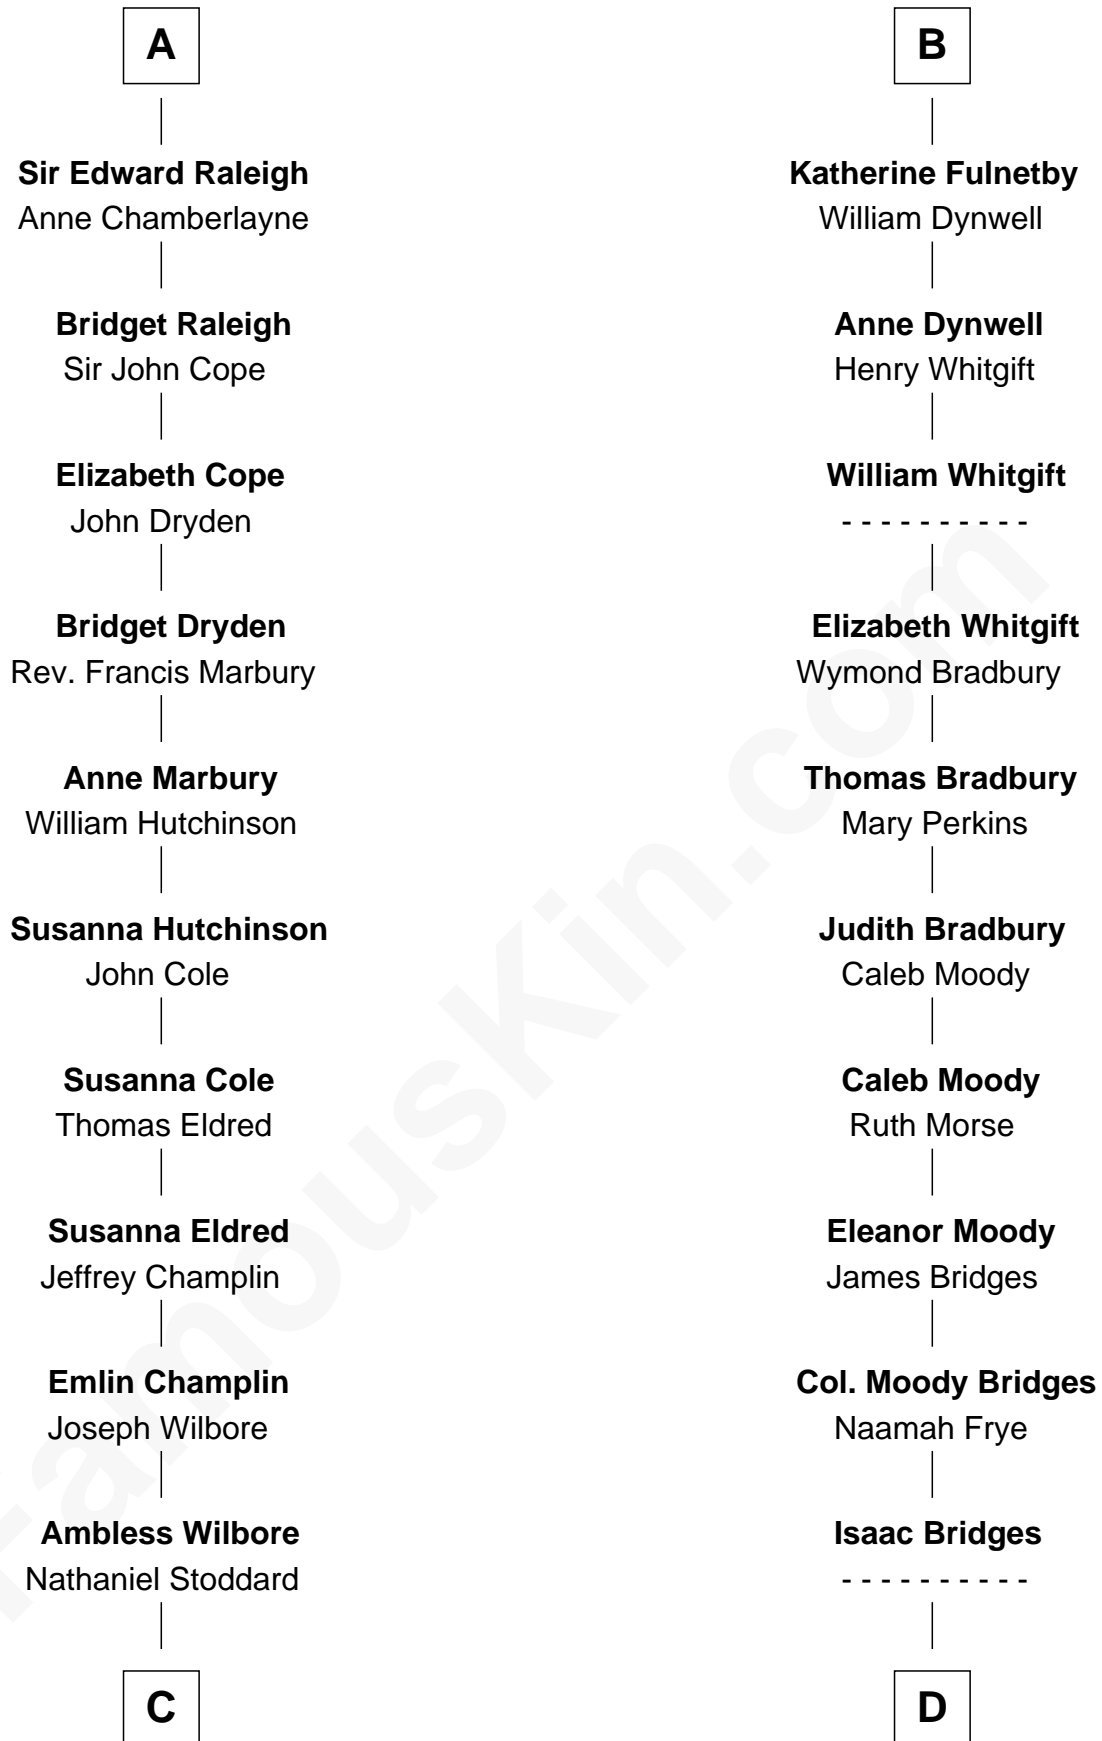 A
Sir Edward Raleigh
Anne Chamberlayne
Bridget Raleigh
Sir John Cope
Elizabeth Cope
John Dryden
Bridget Dryden
Rev. Francis Marbury
Anne Marbury
William Hutchinson
Susanna Hutchinson
John Cole
Susanna Cole
Thomas Eldred
Susanna Eldred
Jeffrey Champlin
Emlin Champlin
Joseph Wilbore
Ambless Wilbore
Nathaniel Stoddard
C
B
Katherine Fulnetby
William Dynwell
Anne Dynwell
Henry Whitgift
William Whitgift
- - - - - - - - - -
Elizabeth Whitgift
Wymond Bradbury
Thomas Bradbury
Mary Perkins
Judith Bradbury
Caleb Moody
Caleb Moody
Ruth Morse
Eleanor Moody
James Bridges
Col. Moody Bridges
Naamah Frye
Isaac Bridges
- - - - - - - - - -
D
FamousKin.com